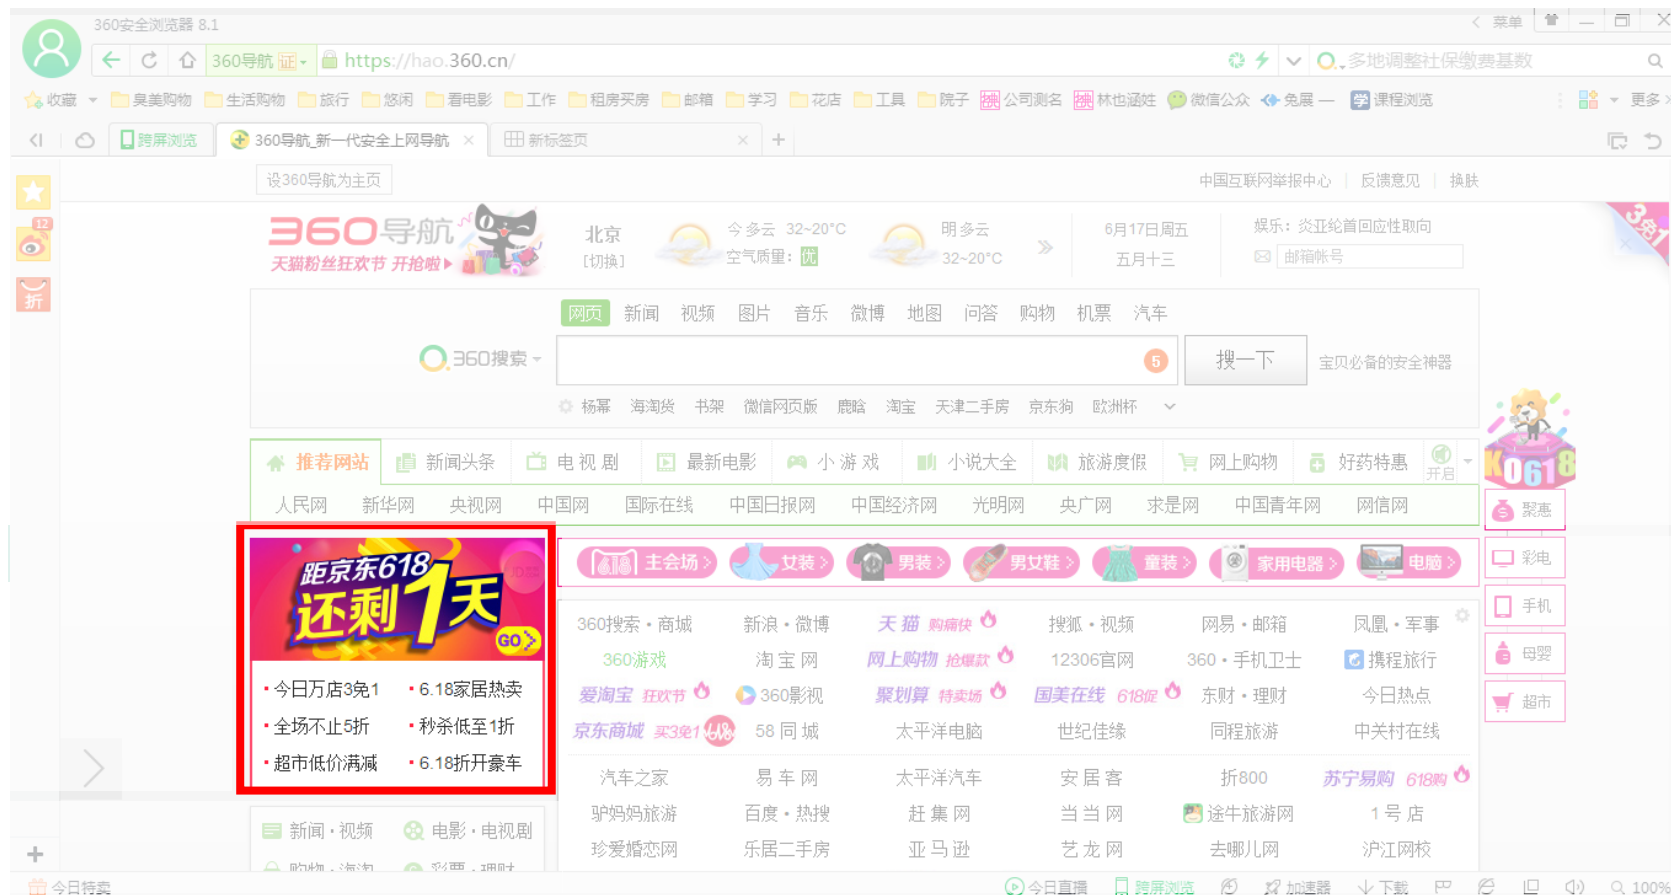 360安全浏览器 8.1
菜单
360导航 证 https://hao.360.cn/
多地调整社保缴费基数
收藏 臭美购物 生活购物 旅行 悠闲 看电影 工作 租房买房 邮箱 学习 花店 工具 院子 公司测名 林也涵姓 微信公众 免展 — 课程浏览 更多
跨屏浏览 360导航_新一代安全上网导航 新标签页
设360导航为主页 中国互联网举报中心 反馈意见 换肤
12
折
360导航
天猫粉丝狂欢节 开抢啦
北京
[切换]
今 多云 32~20°C
空气质量: 优
明 多云
32~20°C
6月17日周五
五月十三
娱乐: 炎亚纶首回应性取向
邮箱帐号
3免1
网页 新闻 视频 图片 音乐 微博 地图 问答 购物 机票 汽车
360搜索 5 搜一下 宝贝必备的安全神器
杨幂 海淘货 书架 微信网页版 鹿晗 淘宝 天津二手房 京东狗 欧洲杯
推荐网站 新闻头条 电视剧 最新电影 小游戏 小说大全 旅游度假 网上购物 好药特惠 开启
人民网 新华网 央视网 中国网 国际在线 中国日报网 中国经济网 光明网 央广网 求是网 中国青年网 网信网
KO618
聚惠
彩电
手机
母婴
超市
距京东618
还剩1天
GO
· 今日万店3免1 · 6.18家居热卖
· 全场不止5折 · 秒杀低至1折
· 超市低价满减 · 6.18折开豪车
618 主会场 女装 男装 男女鞋 童装 家用电器 电脑
360搜索 • 商城 新浪 • 微博 天猫 购痛快 搜狐 • 视频 网易 • 邮箱 凤凰 • 军事
360游戏 淘宝网 网上购物 抢爆款 12306官网 360 • 手机卫士 携程旅行
爱淘宝 狂欢节 360影视 聚划算 特卖场 国美在线 618促 东财 • 理财 今日热点
京东商城 买3免1 618 58同城 太平洋电脑 世纪佳缘 同程旅游 中关村在线
汽车之家 易车网 太平洋汽车 安居客 折800 苏宁易购 618购
驴妈妈旅游 百度 • 热搜 赶集网 当当网 途牛旅游网 1号店
珍爱婚恋网 乐居二手房 亚马逊 艺龙网 去哪儿网 沪江网校
新闻 · 视频 电影 · 电视剧
购物 · 海淘 彩票 · 理财
今日特卖 今日直播 跨屏浏览 加速器 下载 100%